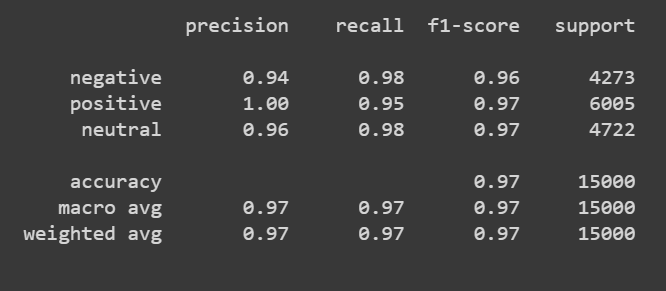 precision recall f1-score support
negative 0.94 0.98 0.96 4273
positive 1.00 0.95 0.97 6005
neutral 0.96 0.98 0.97 4722
accuracy 0.97 15000
macro avg 0.97 0.97 0.97 15000
weighted avg 0.97 0.97 0.97 15000